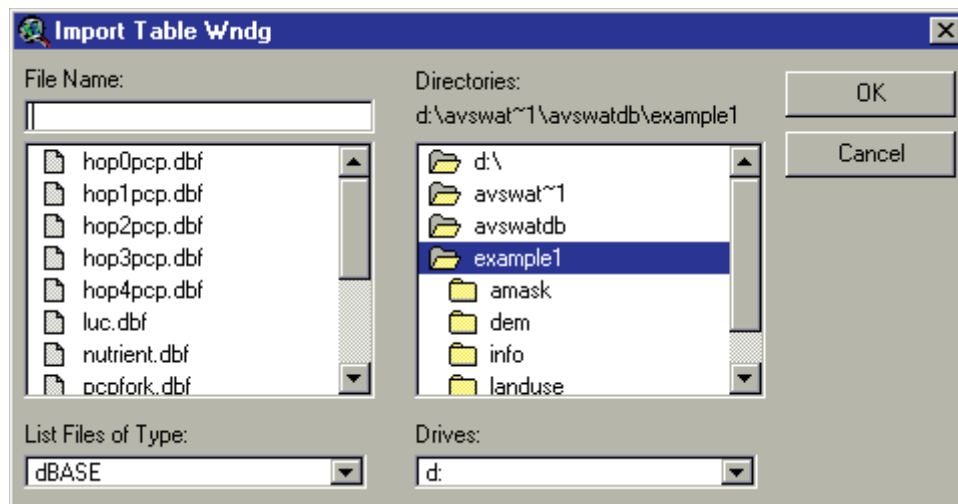 Import Table Wndg
File Name:
hop0pcp.dbf
hop1pcp.dbf
hop2pcp.dbf
hop3pcp.dbf
hop4pcp.dbf
luc.dbf
nutrient.dbf
pcpfork.dbf
List Files of Type:
dBASE
Directories:
d:\avswat~1\avswatdb\example1
d:\
avswat~1
avswatdb
example1
amask
dem
info
landuse
Drives:
d:
OK
Cancel